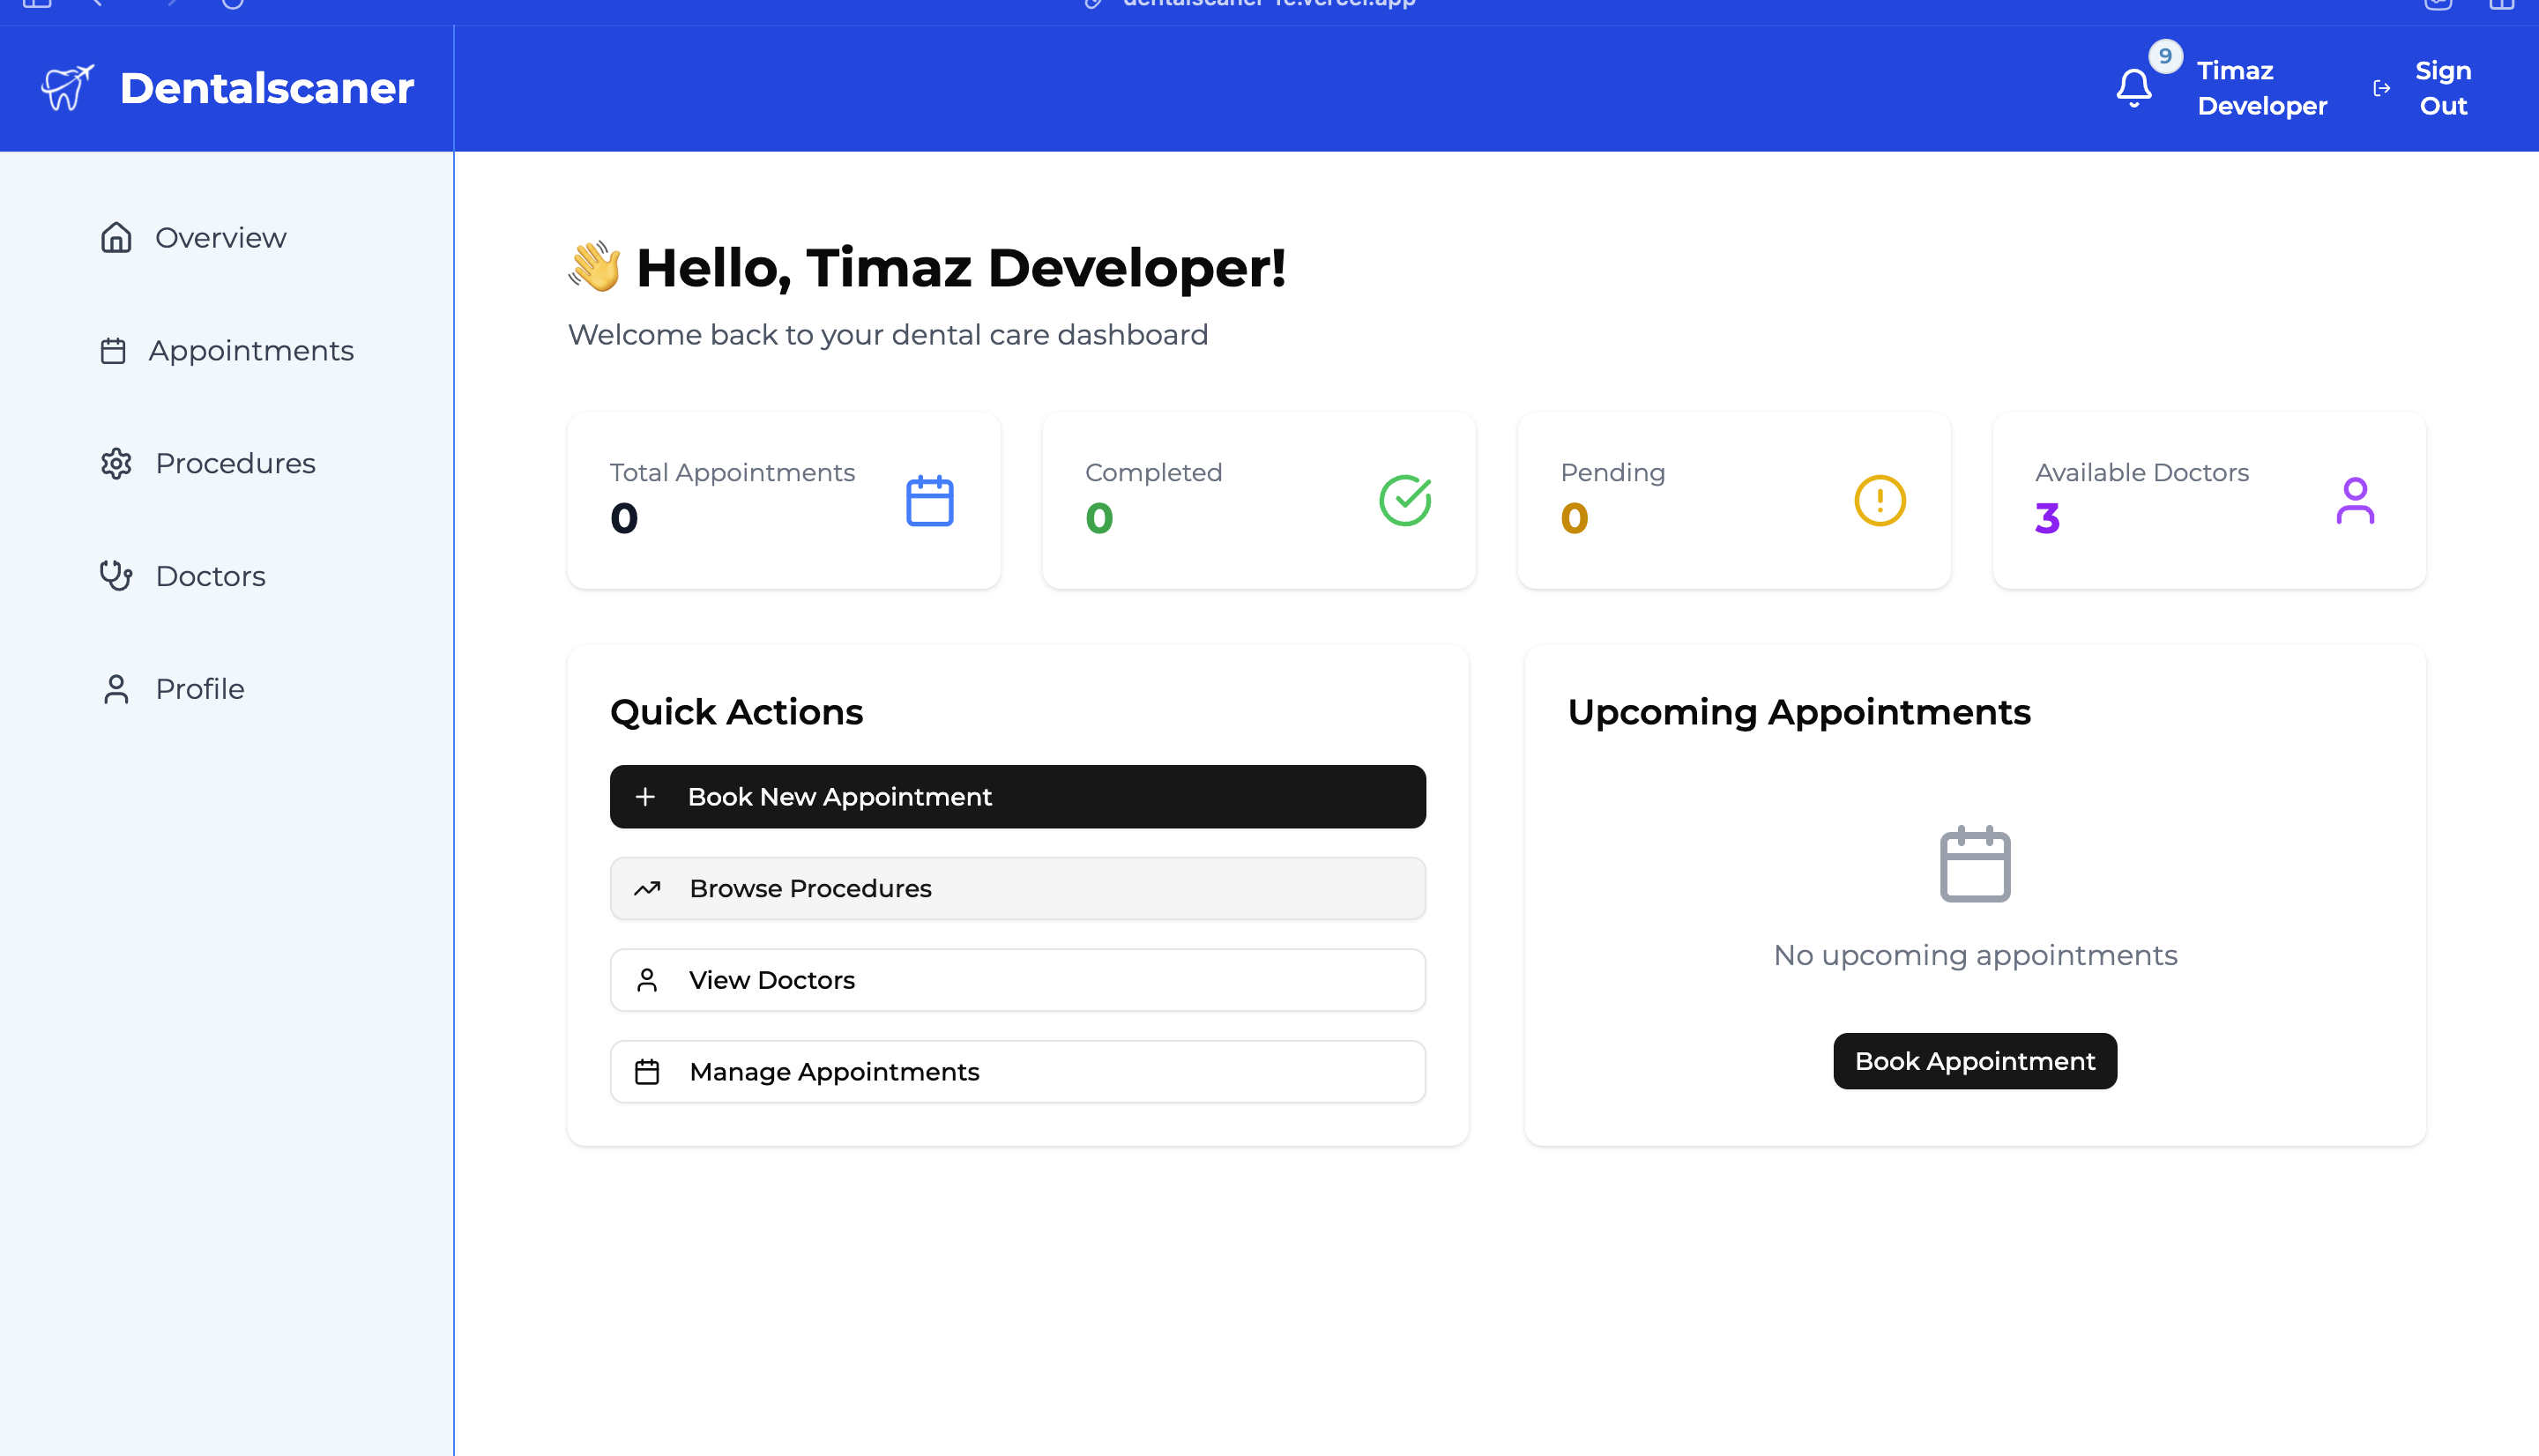 Dentalscaner
9
Timaz
Developer
Sign
Out
Overview
Appointments
Procedures
Doctors
Profile
👋 Hello, Timaz Developer!
Welcome back to your dental care dashboard
Total Appointments
0
Completed
0
Pending
0
Available Doctors
3
Quick Actions
Book New Appointment
Browse Procedures
View Doctors
Manage Appointments
Upcoming Appointments
No upcoming appointments
Book Appointment